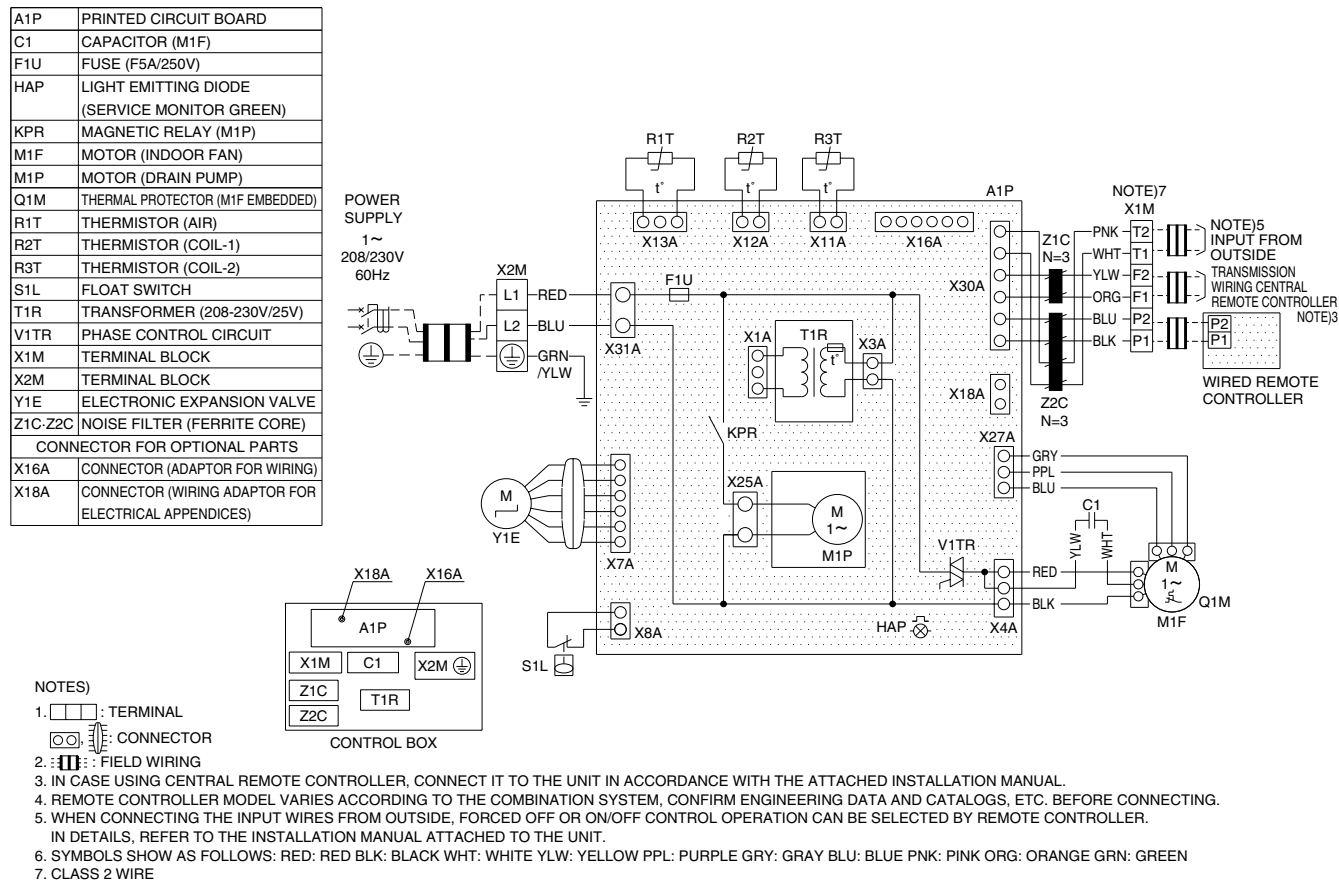 A1P PRINTED CIRCUIT BOARD
C1 CAPACITOR (M1F)
F1U FUSE (F5A/250V)
HAP LIGHT EMITTING DIODE
(SERVICE MONITOR GREEN)
KPR MAGNETIC RELAY (M1P)
M1F MOTOR (INDOOR FAN)
M1P MOTOR (DRAIN PUMP)
Q1M THERMAL PROTECTOR (M1F EMBEDDED)
R1T THERMISTOR (AIR)
R2T THERMISTOR (COIL-1)
R3T THERMISTOR (COIL-2)
S1L FLOAT SWITCH
T1R TRANSFORMER (208-230V/25V)
V1TR PHASE CONTROL CIRCUIT
X1M TERMINAL BLOCK
X2M TERMINAL BLOCK
Y1E ELECTRONIC EXPANSION VALVE
Z1C·Z2C NOISE FILTER (FERRITE CORE)
CONNECTOR FOR OPTIONAL PARTS
X16A CONNECTOR (ADAPTOR FOR WIRING)
X18A CONNECTOR (WIRING ADAPTOR FOR
ELECTRICAL APPENDICES)
POWER
SUPPLY
1~
208/230V
60Hz
X2M
L1 RED
L2 BLU
GRN
/YLW
X31A
F1U
R1T
t°
X13A
R2T
t°
X12A
R3T
t°
X11A
X16A
A1P
X30A
Z1C
N=3
Z2C
N=3
NOTE)7
X1M
PNK T2
WHT T1
YLW F2
ORG F1
BLU P2
BLK P1
NOTE)5
INPUT FROM
OUTSIDE
TRANSMISSION
WIRING CENTRAL
REMOTE CONTROLLER
NOTE)3
P2
P1
WIRED REMOTE
CONTROLLER
X1A
T1R
t°
X3A
X18A
KPR
X25A
M
1~
M1P
X27A
GRY
PPL
BLU
C1
YLW
WHT
V1TR
RED
BLK
X4A
M
1~
Q1M
M1F
HAP
M
Y1E
X7A
X8A
S1L
X18A X16A
A1P
X1M C1 X2M
Z1C T1R
Z2C
CONTROL BOX
NOTES)
1. : TERMINAL
, : CONNECTOR
2. : FIELD WIRING
3. IN CASE USING CENTRAL REMOTE CONTROLLER, CONNECT IT TO THE UNIT IN ACCORDANCE WITH THE ATTACHED INSTALLATION MANUAL.
4. REMOTE CONTROLLER MODEL VARIES ACCORDING TO THE COMBINATION SYSTEM, CONFIRM ENGINEERING DATA AND CATALOGS, ETC. BEFORE CONNECTING.
5. WHEN CONNECTING THE INPUT WIRES FROM OUTSIDE, FORCED OFF OR ON/OFF CONTROL OPERATION CAN BE SELECTED BY REMOTE CONTROLLER.
IN DETAILS, REFER TO THE INSTALLATION MANUAL ATTACHED TO THE UNIT.
6. SYMBOLS SHOW AS FOLLOWS: RED: RED BLK: BLACK WHT: WHITE YLW: YELLOW PPL: PURPLE GRY: GRAY BLU: BLUE PNK: PINK ORG: ORANGE GRN: GREEN
7. CLASS 2 WIRE